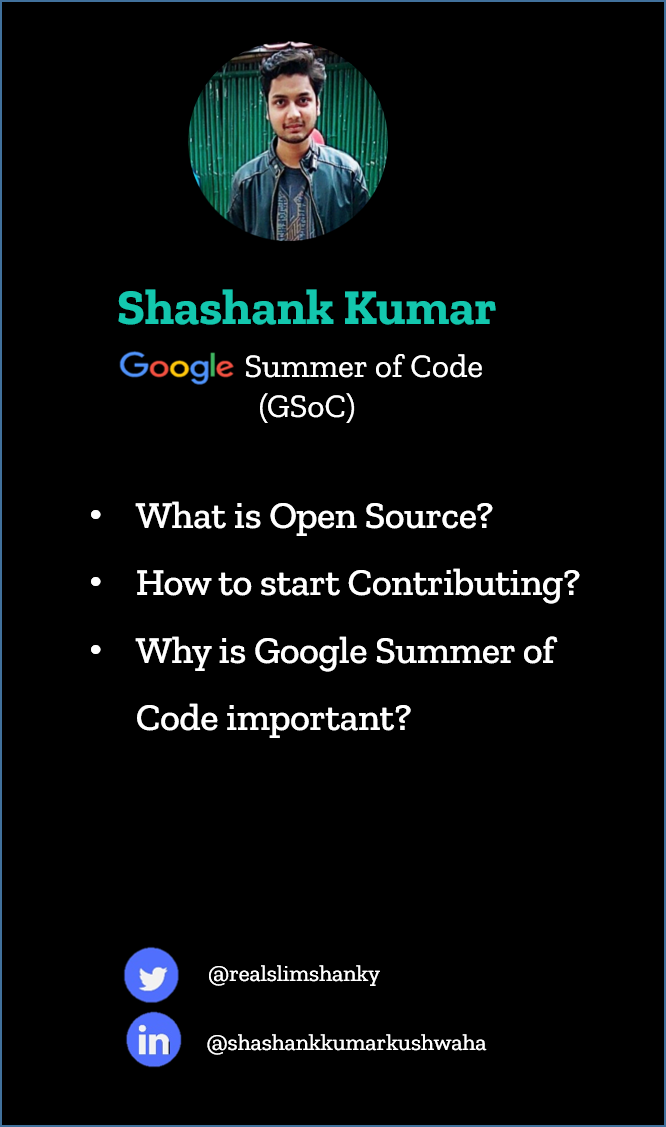 Shashank Kumar
Google Summer of Code
(GSoC)
• What is Open Source?
• How to start Contributing?
• Why is Google Summer of
Code important?
@realslimshanky
in @shashankkumarkushwaha